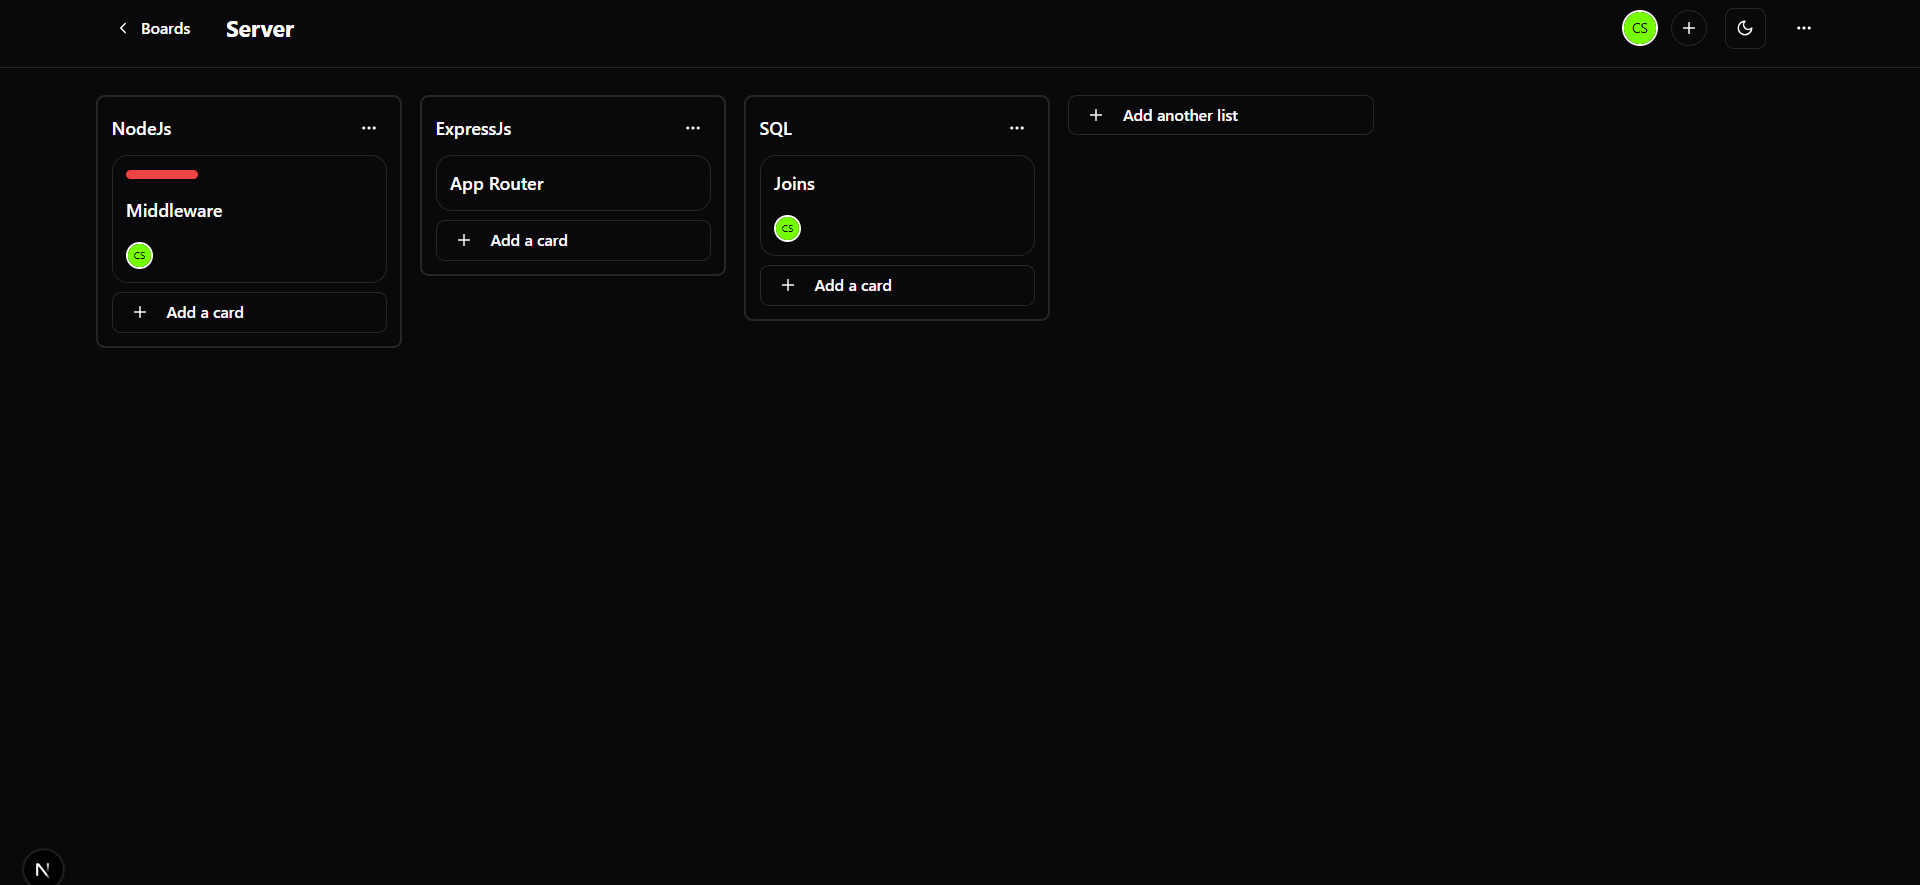 Boards
Server
CS
NodeJs
Middleware
CS
Add a card
ExpressJs
App Router
Add a card
SQL
Joins
CS
Add a card
Add another list
N